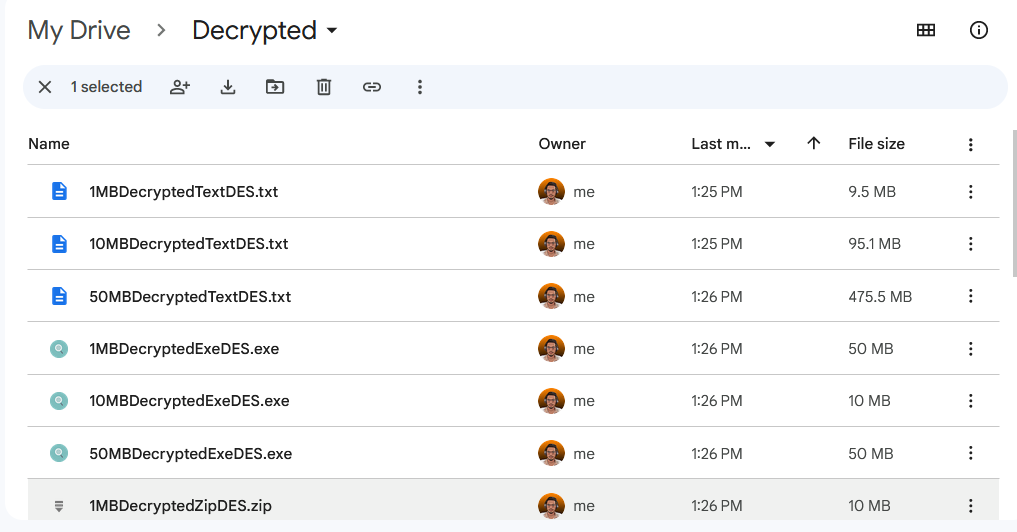 My Drive > Decrypted
1 selected
Name Owner Last m... File size
1MBDecryptedTextDES.txt me 1:25 PM 9.5 MB
10MBDecryptedTextDES.txt me 1:25 PM 95.1 MB
50MBDecryptedTextDES.txt me 1:26 PM 475.5 MB
1MBDecryptedExeDES.exe me 1:26 PM 50 MB
10MBDecryptedExeDES.exe me 1:26 PM 10 MB
50MBDecryptedExeDES.exe me 1:26 PM 50 MB
1MBDecryptedZipDES.zip me 1:26 PM 10 MB